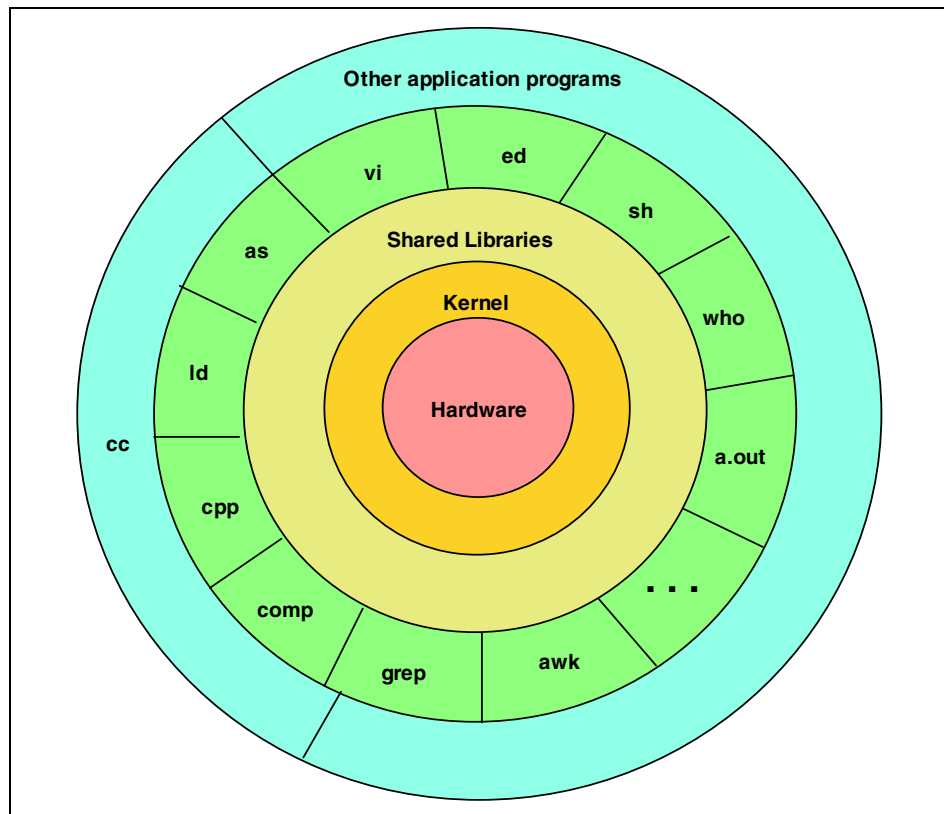 Other application programs
ed
vi
sh
as
Shared Libraries
Kernel
who
ld
Hardware
cc
a.out
cpp
. . .
comp
awk
grep